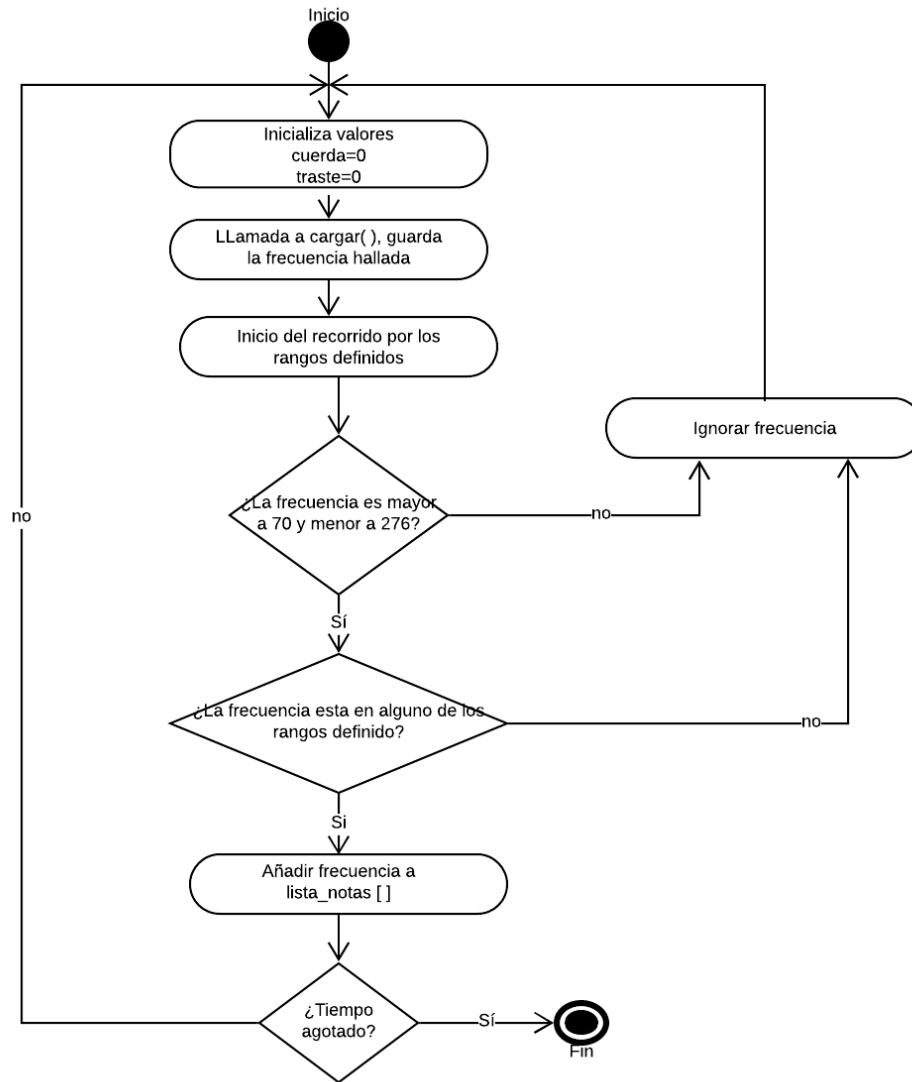 Inicio
Inicializa valores
cuerda=0
traste=0
LLamada a cargar( ), guarda
la frecuencia hallada
Inicio del recorrido por los
rangos definidos
Ignorar frecuencia
¿La frecuencia es mayor
a 70 y menor a 276?
no
no
Sí
¿La frecuencia esta en alguno de los
rangos definido?
no
Si
Añadir frecuencia a
lista_notas [ ]
¿Tiempo
agotado?
Sí
Fin